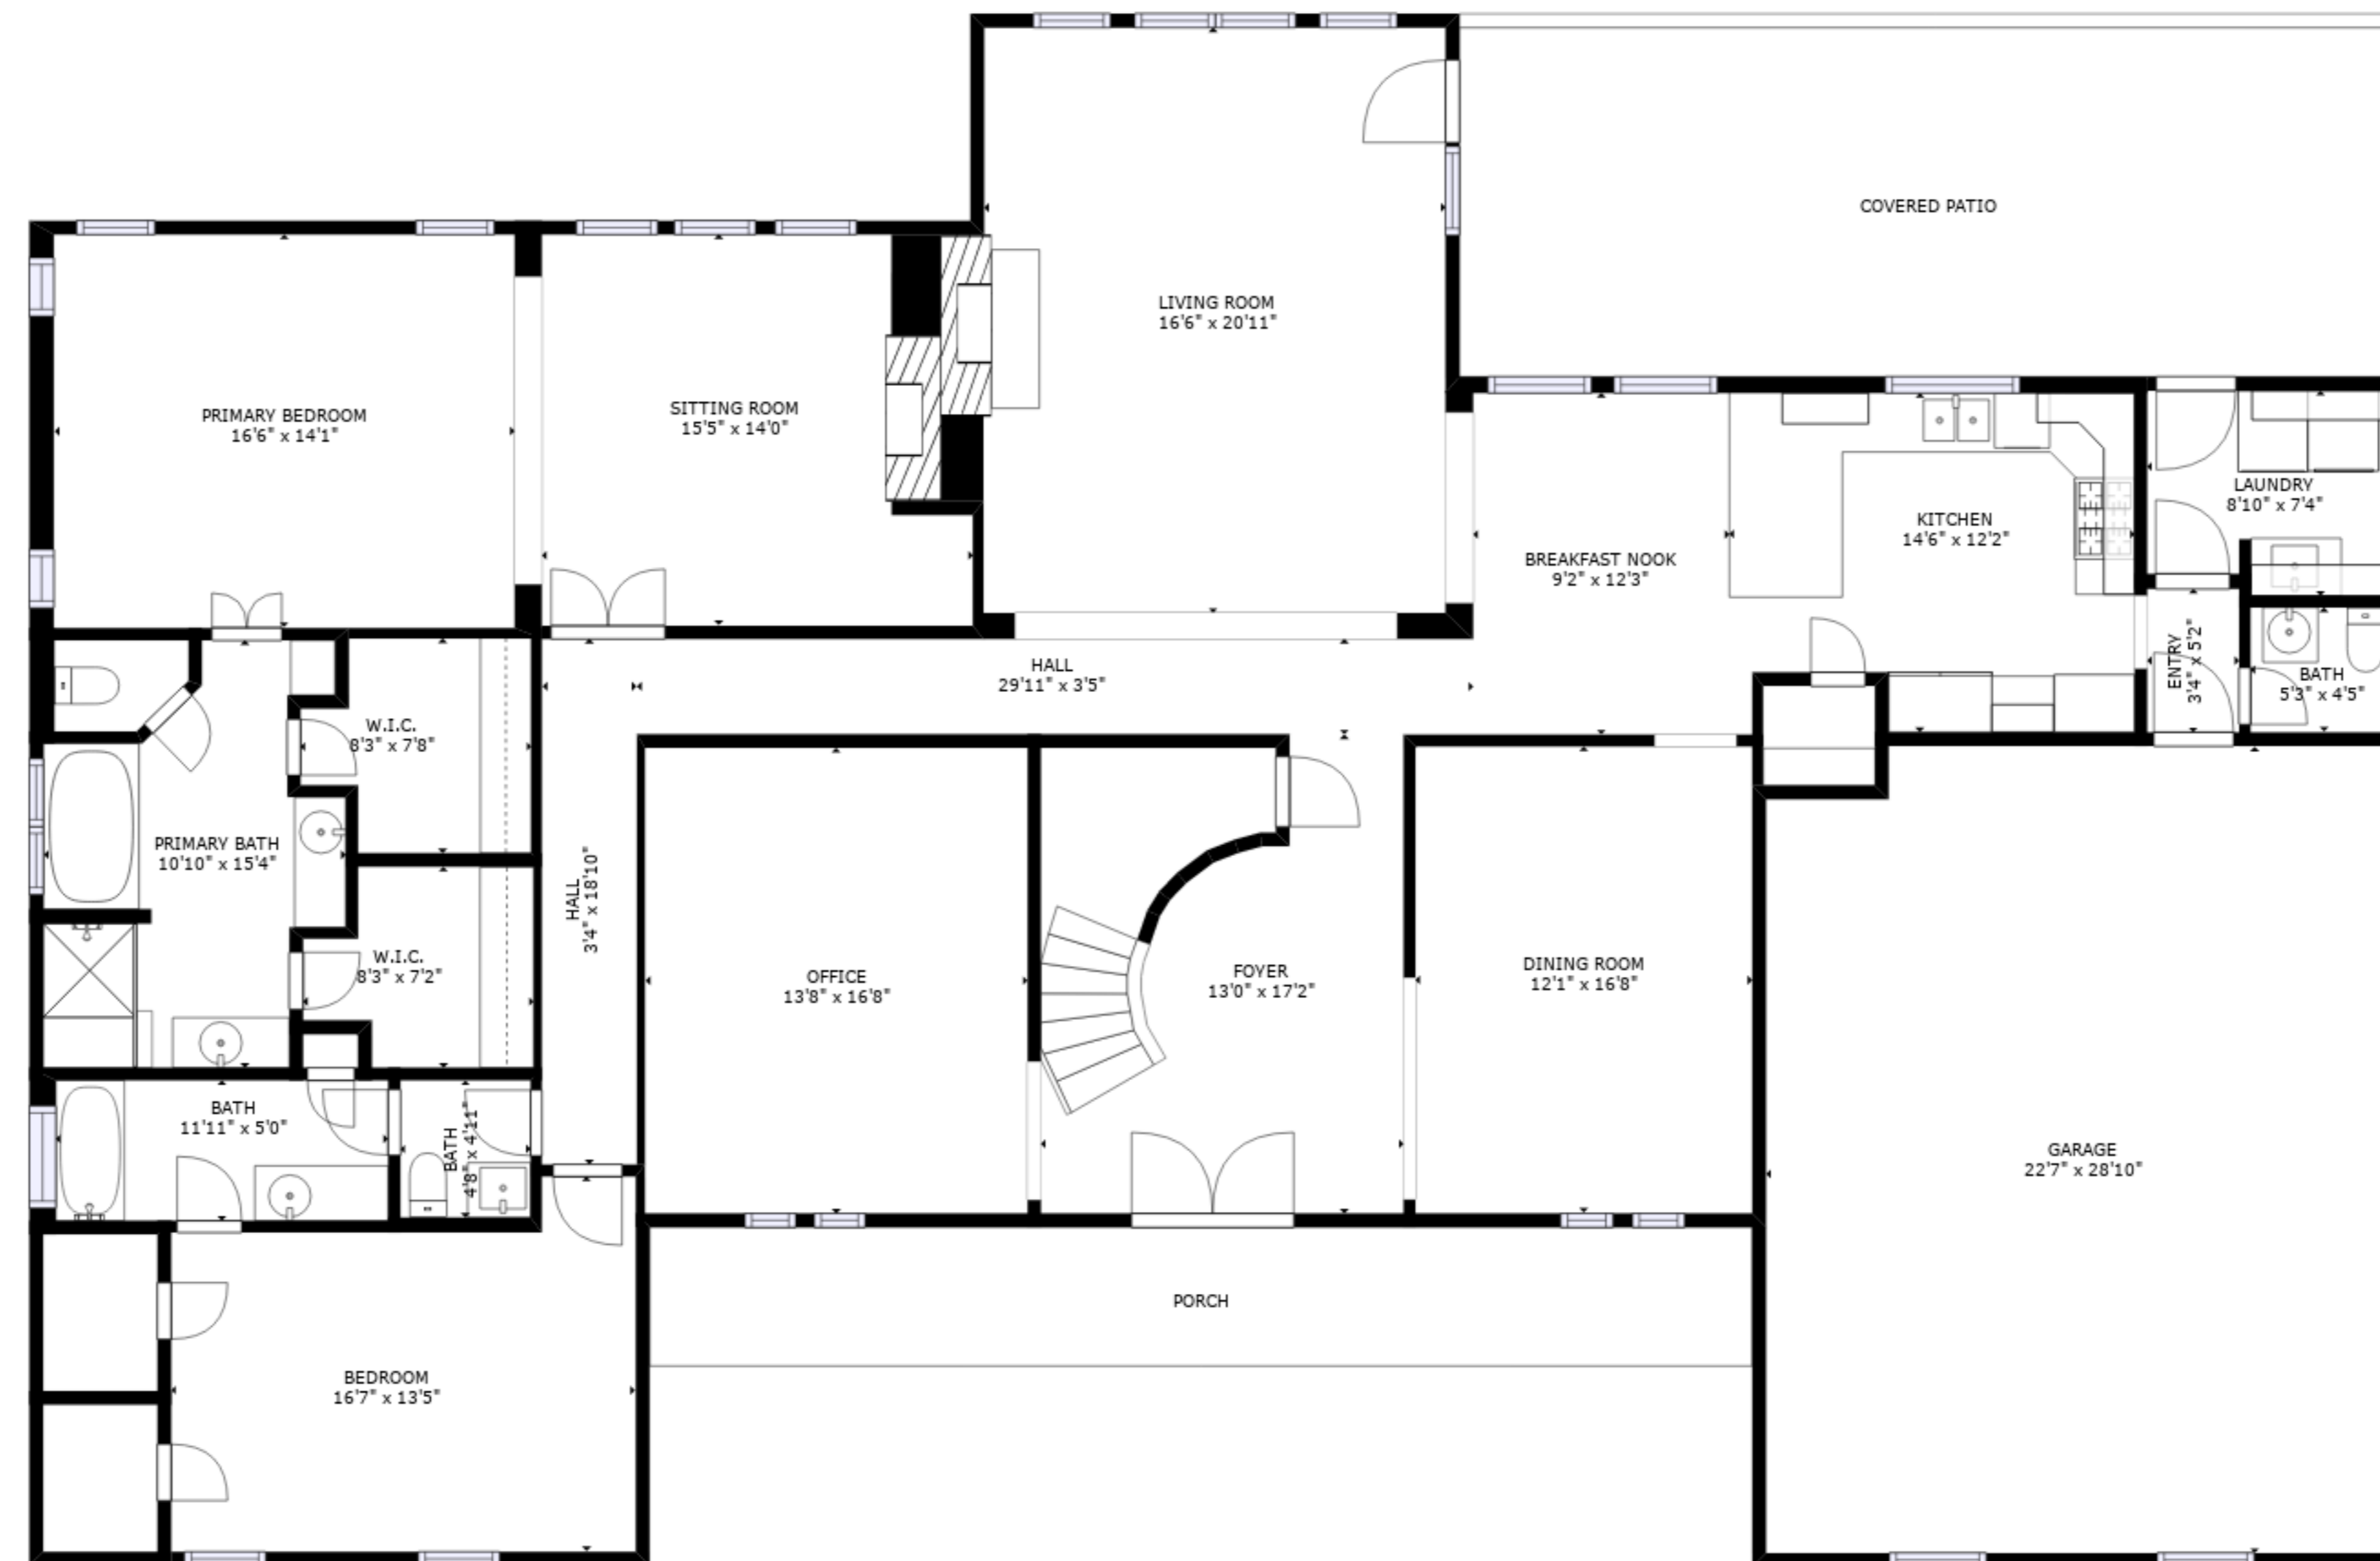 COVERED PATIO
LIVING ROOM
16'6" x 20'11"
PRIMARY BEDROOM
16'6" x 14'1"
SITTING ROOM
15'5" x 14'0"
LAUNDRY
8'10" x 7'4"
KITCHEN
14'6" x 12'2"
BREAKFAST NOOK
9'2" x 12'3"
HALL
29'11" x 3'5"
ENTRY
3'4" x 5'2"
BATH
5'3" x 4'5"
W.I.C.
8'3" x 7'8"
PRIMARY BATH
10'10" x 15'4"
HALL
3'4" x 18'10"
W.I.C.
8'3" x 7'2"
OFFICE
13'8" x 16'8"
FOYER
13'0" x 17'2"
DINING ROOM
12'1" x 16'8"
BATH
11'11" x 5'0"
BATH
4'8" x 4'11"
GARAGE
22'7" x 28'10"
PORCH
BEDROOM
16'7" x 13'5"